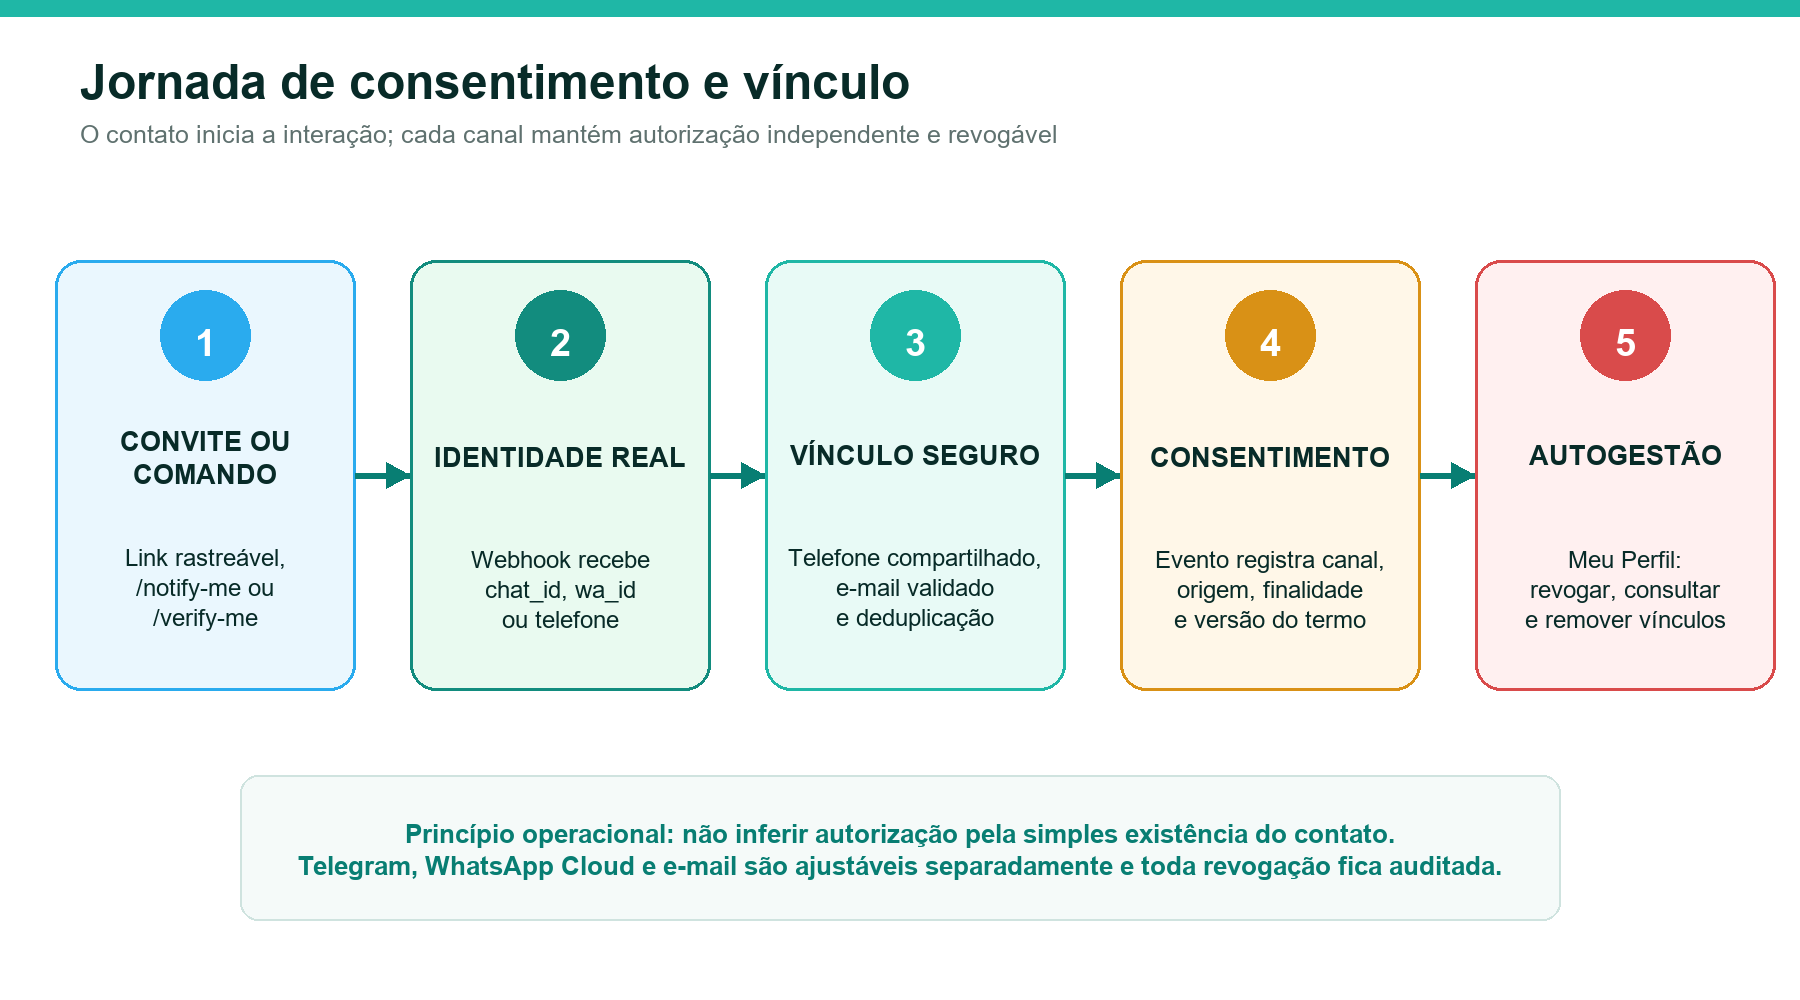 Jornada de consentimento e vínculo
O contato inicia a interação; cada canal mantém autorização independente e revogável
1
CONVITE OU
COMANDO
Link rastreável,
/notify-me ou
/verify-me
2
IDENTIDADE REAL
Webhook recebe
chat_id, wa_id
ou telefone
3
VÍNCULO SEGURO
Telefone compartilhado,
e-mail validado
e deduplicação
4
CONSENTIMENTO
Evento registra canal,
origem, finalidade
e versão do termo
5
AUTOGESTÃO
Meu Perfil:
revogar, consultar
e remover vínculos
Princípio operacional: não inferir autorização pela simples existência do contato.
Telegram, WhatsApp Cloud e e-mail são ajustáveis separadamente e toda revogação fica auditada.